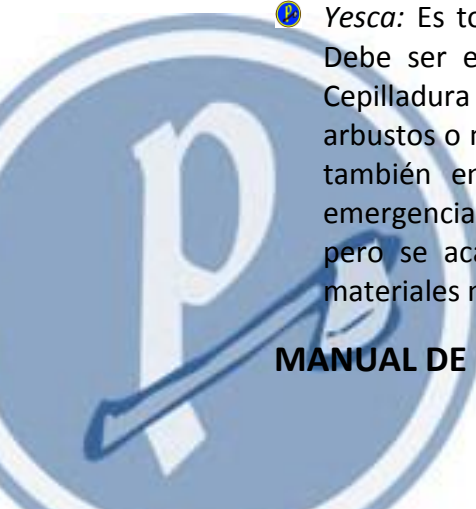 Yesca: Es to
Debe ser e
Cepilladura
arbustos o r
también en
emergencia
pero se aca
materiales r
MANUAL DE
p